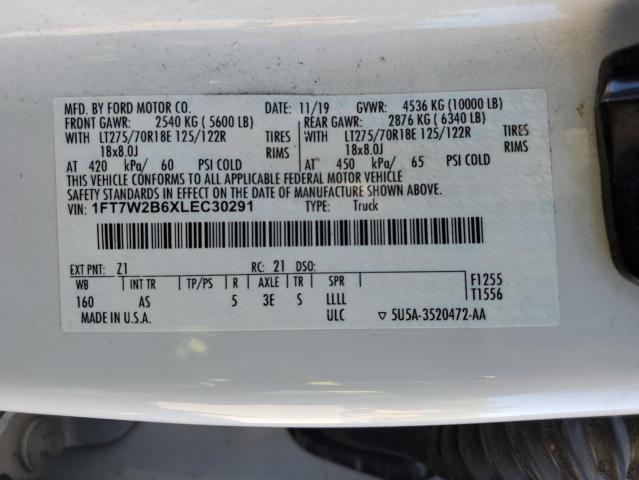 MFD. BY FORD MOTOR CO. DATE: 11/19 GVWR: 4536 KG (10000 LB)
FRONT GAWR: 2540 KG ( 5600 LB) REAR GAWR: 2876 KG ( 6340 LB)
WITH LT275/70R18E 125/122R TIRES WITH LT275/70R18E 125/122R TIRES
18x8.0J RIMS 18x8.0J RIMS
AT 420 kPa/ 60 PSI COLD AT 450 kPa/ 65 PSI COLD
THIS VEHICLE CONFORMS TO ALL APPLICABLE FEDERAL MOTOR VEHICLE
SAFETY STANDARDS IN EFFECT ON THE DATE OF MANUFACTURE SHOWN ABOVE.
VIN: 1FT7W2B6XLEC30291 TYPE: Truck
EXT PNT: Z1 RC: 21 DSO:
WB INT TR TP/PS R AXLE TR SPR F1255
160 AS 5 3E S LLLL T1556
MADE IN U.S.A. ULC ▽ 5U5A-3520472-AA